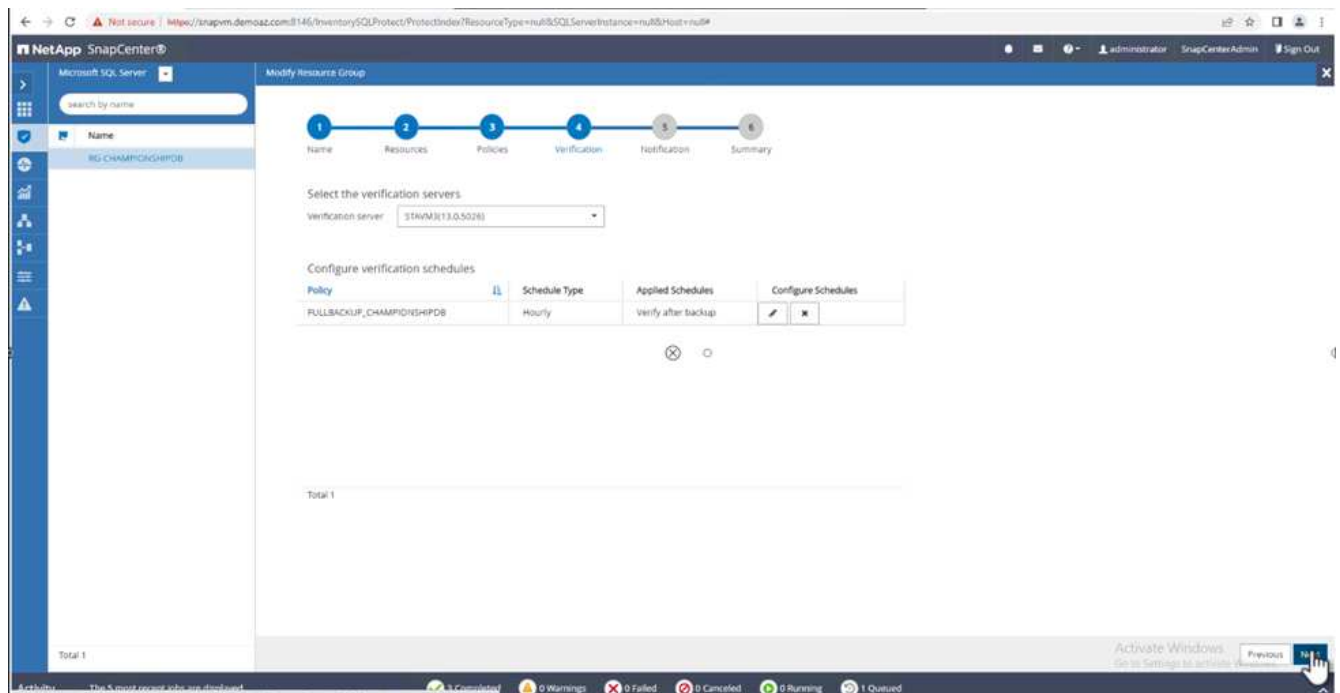 Not secure | https://snapvm.demoaz.com:8146/InventorySQLProtect/ProtectIndex?ResourceType=null&SQLServerInstance=null&Host=null#
NetApp SnapCenter®
administrator SnapCenterAdmin Sign Out
Microsoft SQL Server
Modify Resource Group
search by name
Name
RG-CHAMPIONSHIPDB
1 2 3 4 5 6
Name Resources Policies Verification Notification Summary
Select the verification servers
Verification server STAVM3(13.0.5026)
Configure verification schedules
Policy Schedule Type Applied Schedules Configure Schedules
FULLBACKUP_CHAMPIONSHIPDB Hourly Verify after backup
Total 1
Total 1
Activate Windows
Go to Settings to activate
Previous
Activity The 5 most recent jobs are displayed
3 Completed 0 Warnings 0 Failed 0 Canceled 0 Running 1 Queued